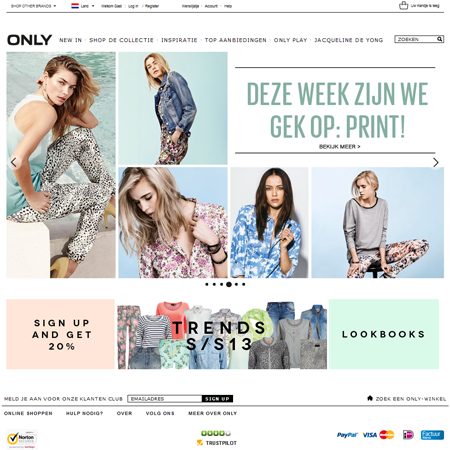 SHOP OTHER BRANDS
Land
Welkom Gast
Log in / Register
Wensliljstje
Account
Help
Uw mandje is leeg
ONLY
NEW IN · SHOP DE COLLECTIE · INSPIRATIE · TOP AANBIEDINGEN · ONLY PLAY · JACQUELINE DE YONG
ZOEKEN
DEZE WEEK ZIJN WE
GEK OP: PRINT!
BEKIJK MEER >
SIGN UP
AND GET
20%
TRENDS
S/S13
LOOKBOOKS
MELD JE AAN VOOR ONZE KLANTEN CLUB
EMAILADRES
SIGN UP
ZOEK EEN ONLY-WINKEL
ONLINE SHOPPEN
HULP NODIG?
OVER
VOLG ONS
MEER OVER ONLY
Norton
TRUSTPILOT
PayPal
VISA
iDEAL
Factuur